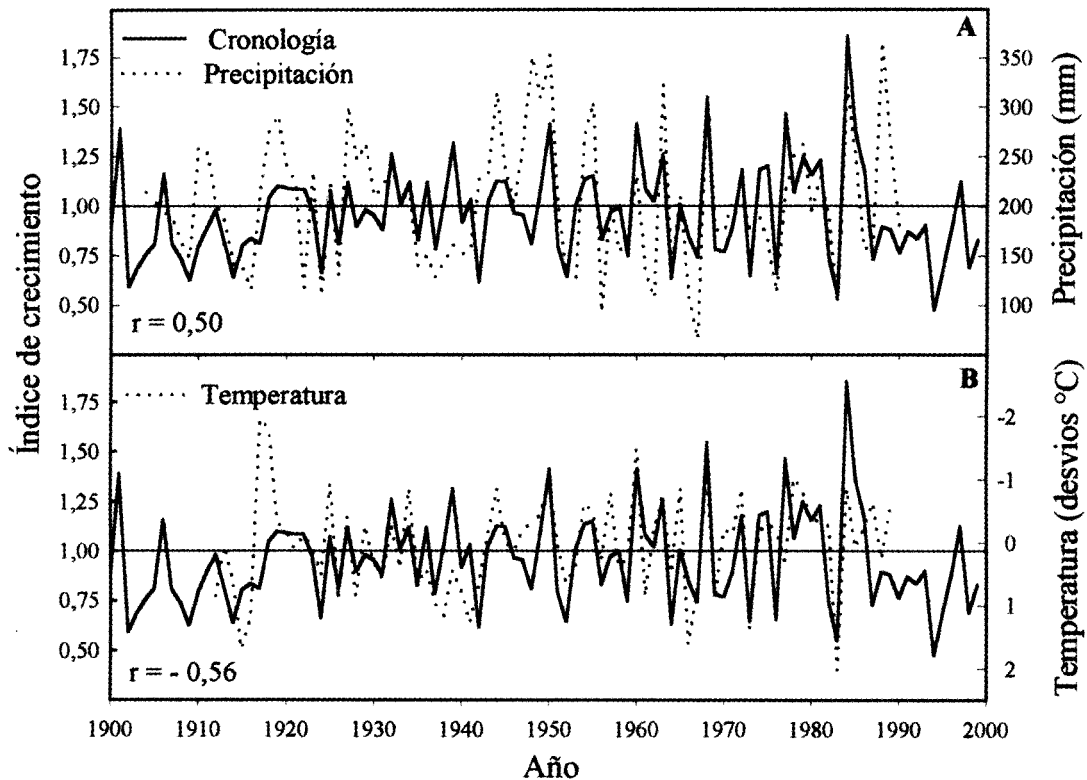 A
Cronología
Precipitación
1,75
1,50
1,25
1,00
0,75
0,50
350
300
250
200
150
100
r = 0,50
Índice de crecimiento
Precipitación (mm)
B
Temperatura
1,75
1,50
1,25
1,00
0,75
0,50
-2
-1
0
1
2
r = - 0,56
Temperatura (desvios °C)
1900 1910 1920 1930 1940 1950 1960 1970 1980 1990 2000
Año